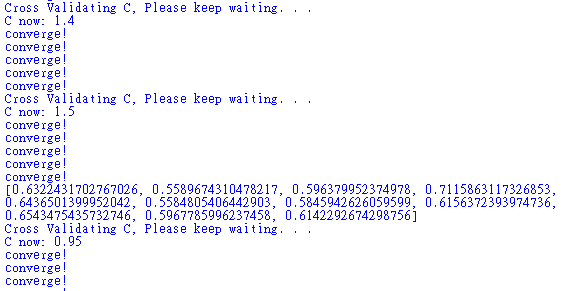 Cross Validating C, Please keep waiting. . .
C now: 1.4
converge!
converge!
converge!
converge!
converge!
Cross Validating C, Please keep waiting. . .
C now: 1.5
converge!
converge!
converge!
converge!
converge!
[0.6322431702767026, 0.5589674310478217, 0.596379952374978, 0.7115863117326853,
0.6436501399952042, 0.5584805406442903, 0.5845942626059599, 0.6156372393974736,
0.6543475435732746, 0.5967785996237458, 0.6142292674298756]
Cross Validating C, Please keep waiting. . .
C now: 0.95
converge!
converge!
converge!